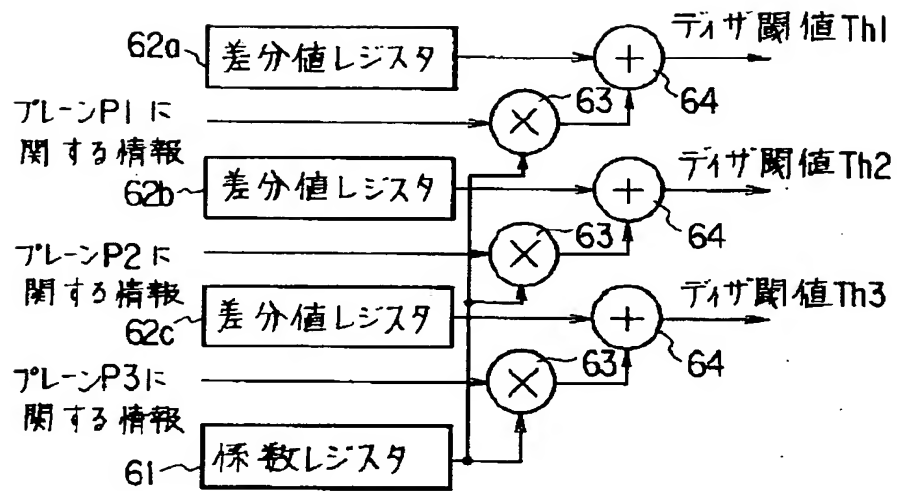 ディザ閾値Th1
62a
差分値レジスタ
+
63
64
プレーンP1に
関する情報
×
ディザ閾値Th2
62b
差分値レジスタ
+
63
64
プレーンP2に
関する情報
×
ディザ閾値Th3
62c
差分値レジスタ
+
63
64
プレーンP3に
関する情報
×
61
係数レジスタ